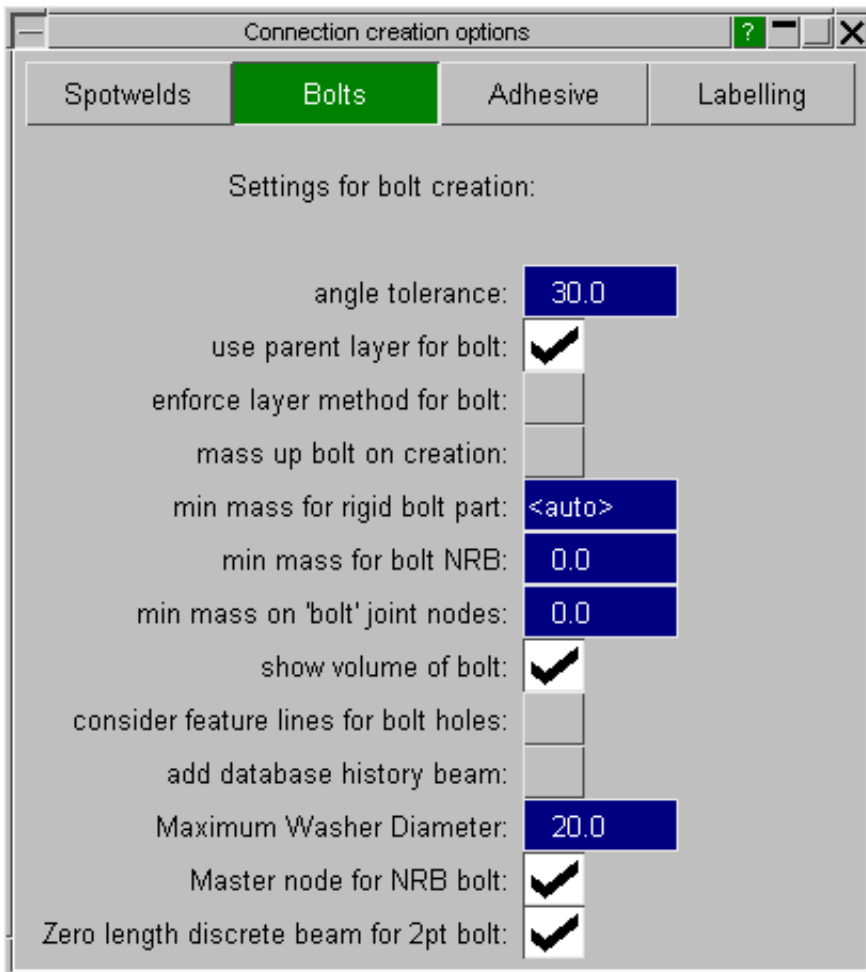 Connection creation options ?
Spotwelds Bolts Adhesive Labelling
Settings for bolt creation:
angle tolerance: 30.0
use parent layer for bolt:
enforce layer method for bolt:
mass up bolt on creation:
min mass for rigid bolt part: <auto>
min mass for bolt NRB: 0.0
min mass on 'bolt' joint nodes: 0.0
show volume of bolt:
consider feature lines for bolt holes:
add database history beam:
Maximum Washer Diameter: 20.0
Master node for NRB bolt:
Zero length discrete beam for 2pt bolt: